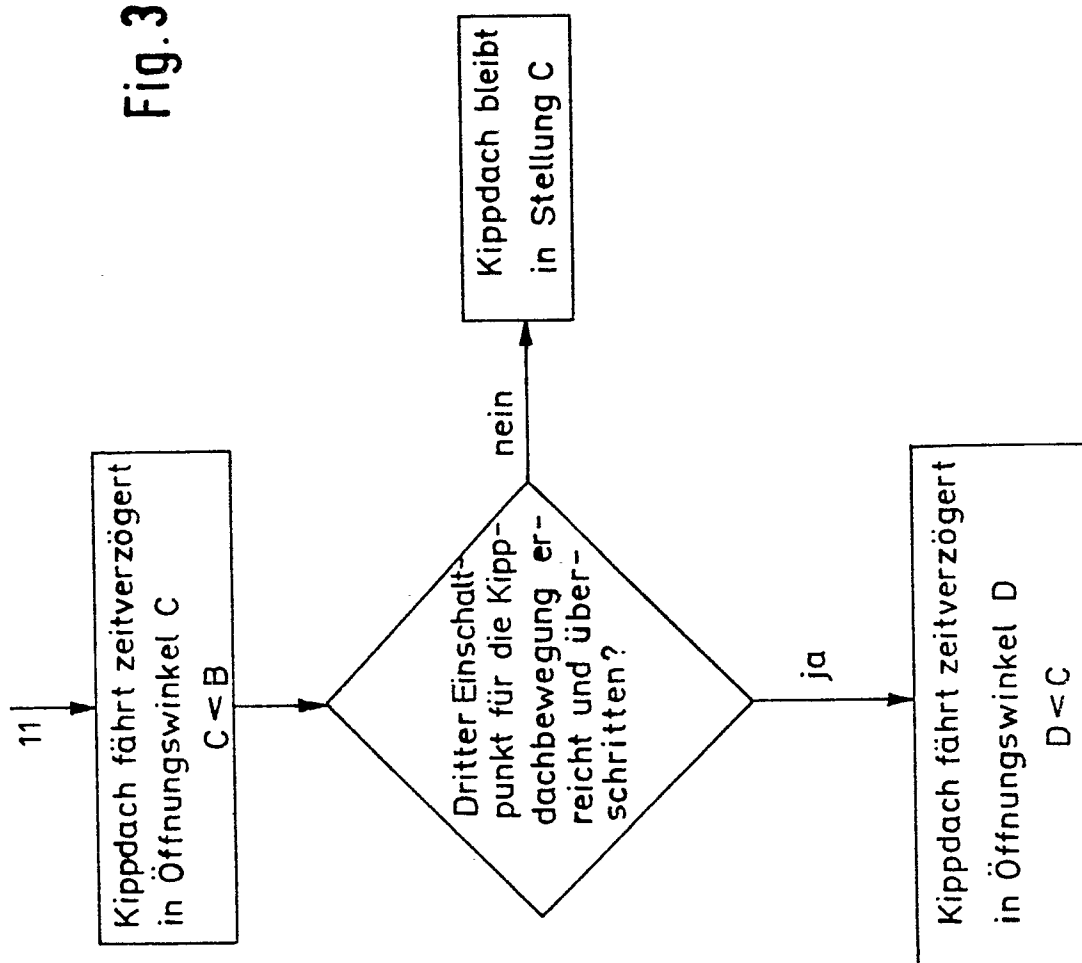 Fig.3
11
Kippdach fährt zeitverzögert
in Öffnungswinkel C
C < B
Dritter Einschalt-
punkt für die Kipp-
dachbewegung er-
reicht und über-
schritten?
nein
Kippdach bleibt
in Stellung C
ja
Kippdach fährt zeitverzögert
in Öffnungswinkel D
D < C